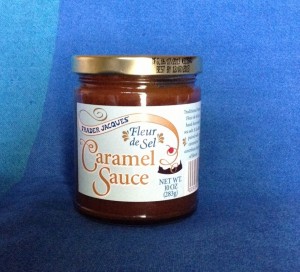 TRADER JACQUES'
Fleur
de Sel
Caramel
Sauce
NET WT.
10 OZ
(283g)